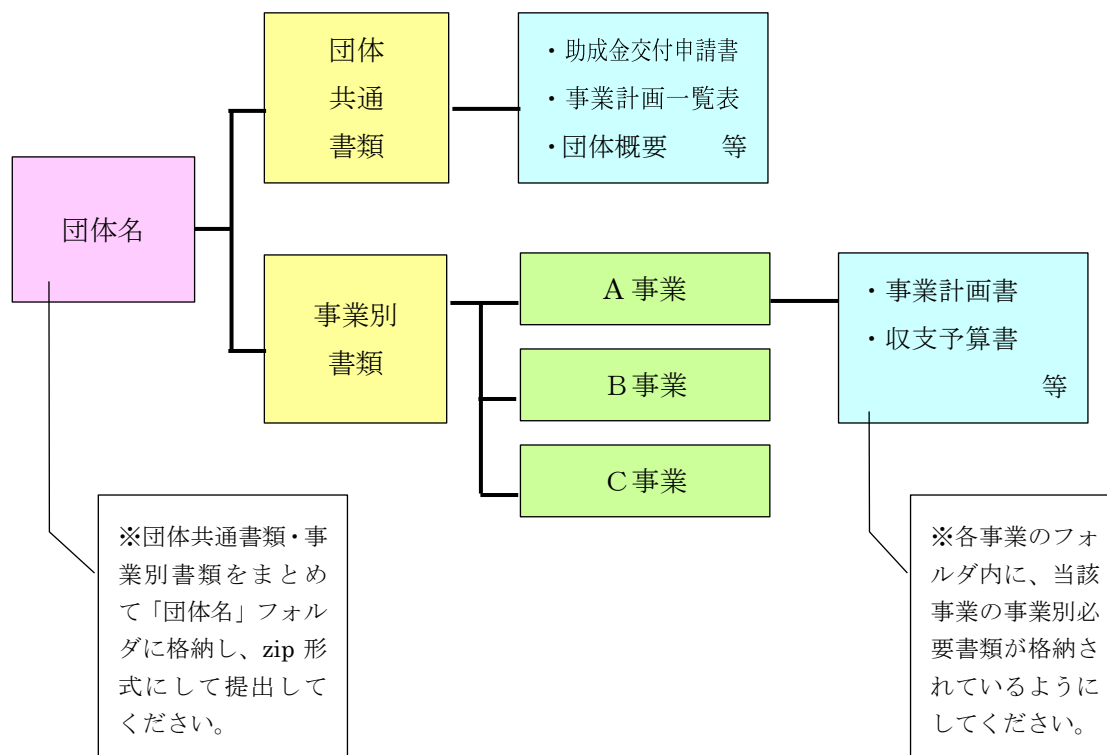 団体
共通
書類
・助成金交付申請書
・事業計画一覧表
・団体概要　　等
団体名
事業別
書類
A 事業
B 事業
C 事業
・事業計画書
・収支予算書
等
※団体共通書類・事
業別書類をまとめ
て「団体名」フォル
ダに格納し、zip 形
式にして提出して
ください。
※各事業のフォ
ルダ内に、当該
事業の事業別必
要書類が格納さ
れているように
してください。